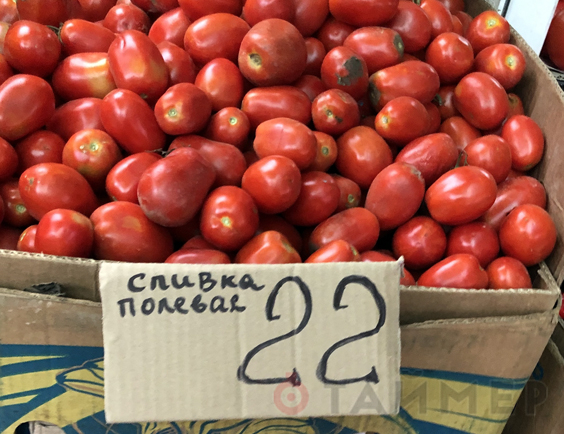 сливка
полевая
22
ТАЙМЕР